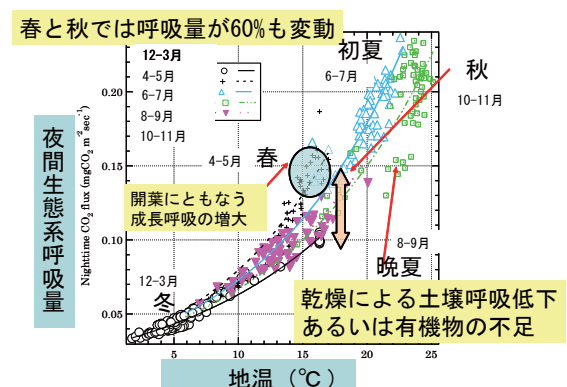 春と秋では呼吸量が60%も変動
12-3月
4-5月
6-7月
8-9月
10-11月
初夏
6-7月
秋
10-11月
4-5月
春
開葉にともなう
成長呼吸の増大
8-9月
晩夏
12-3月
冬
乾燥による土壌呼吸低下
あるいは有機物の不足
夜間生態系呼吸量
Nighttime CO2 flux (mgCO2 m-2 sec-1)
0.20
0.15
0.10
0.05
5
10
15
20
25
地温（℃）